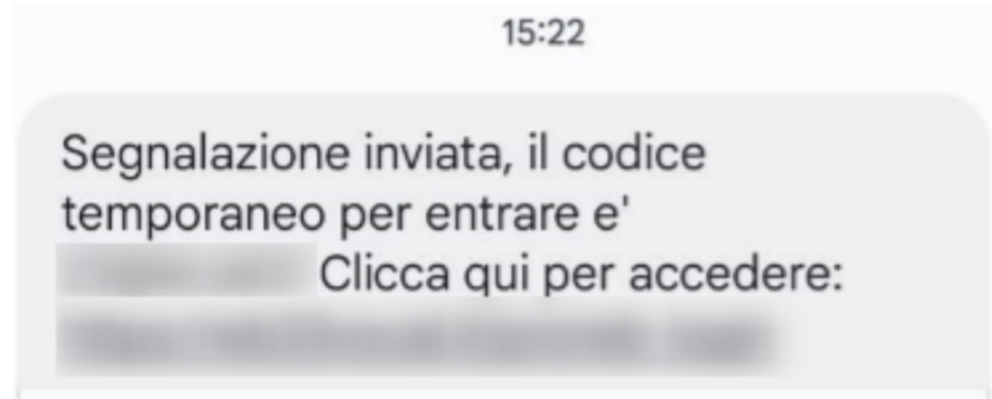 15:22
Segnalazione inviata, il codice
temporaneo per entrare e'
Clicca qui per accedere: